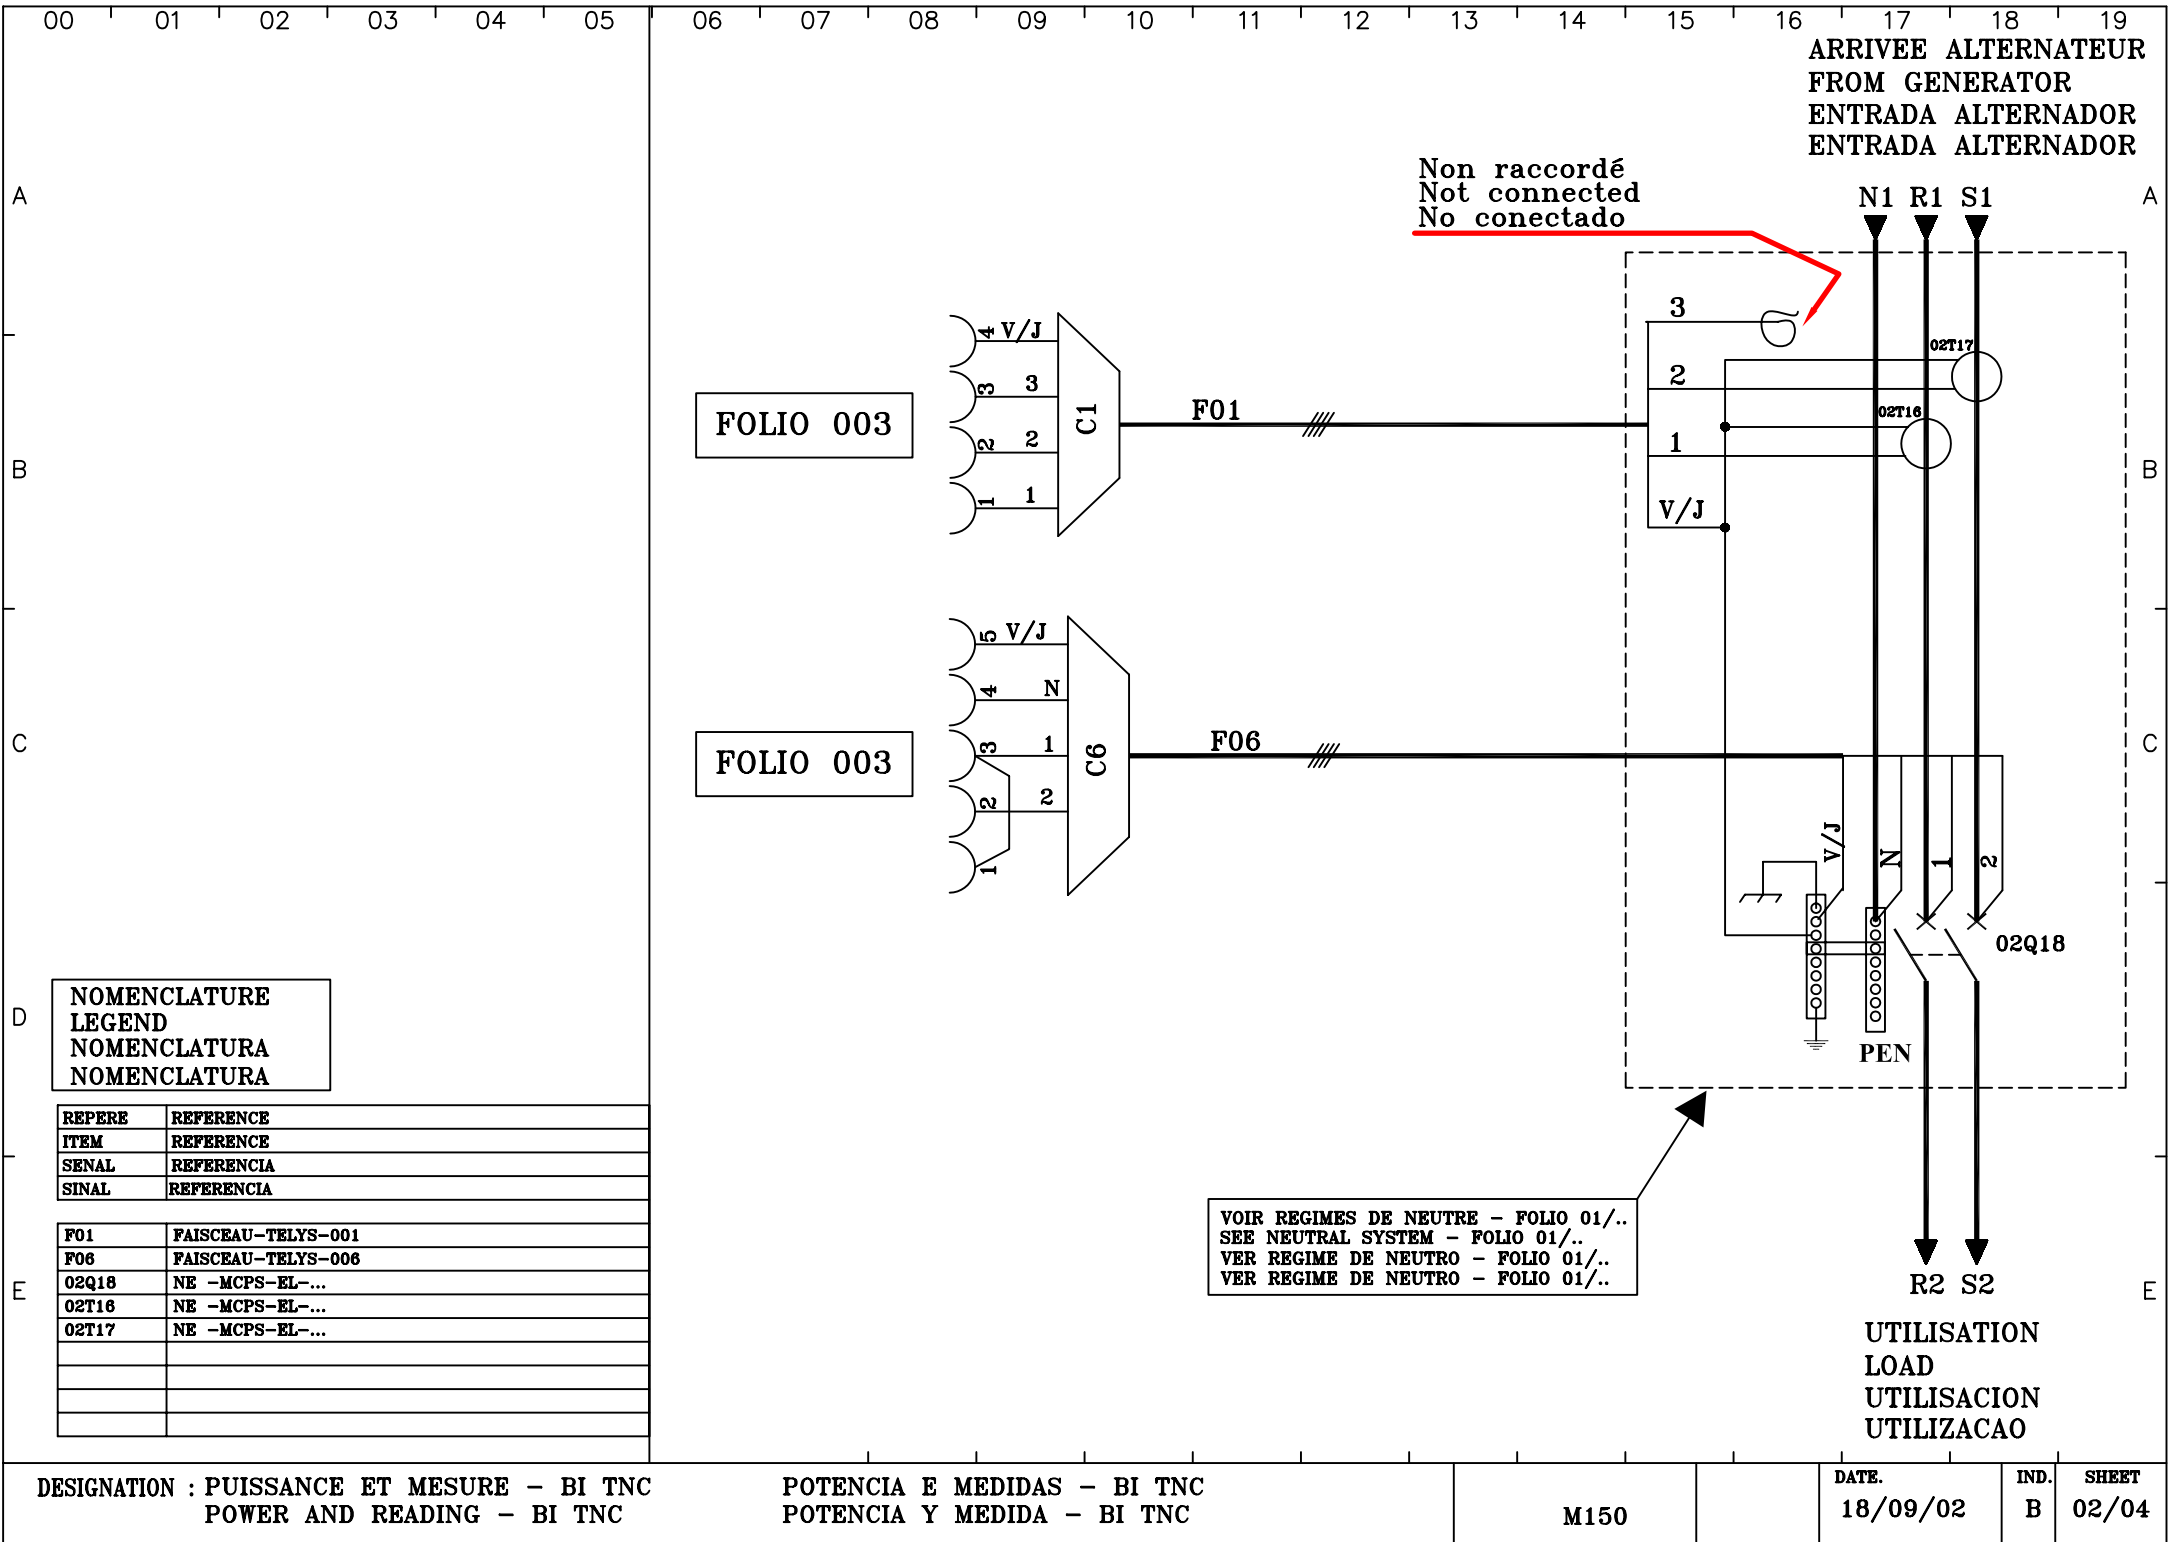 00 01 02 03 04 05 06 07 08 09 10 11 12 13 14 15 16 17 18 19
ARRIVEE ALTERNATEUR
FROM GENERATOR
ENTRADA ALTERNADOR
ENTRADA ALTERNADOR
Non raccordé
Not connected
No conectado
A
N1 R1 S1
A
3
4 V/J
02T17
3 3
2
FOLIO 003
C1
F01
02T16
2 2
1
B
B
1 1
V/J
5 V/J
4 N
3 1
C
FOLIO 003
C6
F06
C
2 2
1
V/J
N
1
2
02Q18
PEN
D
D
NOMENCLATURE
LEGEND
NOMENCLATURA
NOMENCLATURA
REPERE REFERENCE
ITEM REFERENCE
SENAL REFERENCIA
SINAL REFERENCIA
F01 FAISCEAU-TELYS-001
F06 FAISCEAU-TELYS-006
02Q18 NE -MCPS-EL-...
02T16 NE -MCPS-EL-...
02T17 NE -MCPS-EL-...
VOIR REGIMES DE NEUTRE - FOLIO 01/..
SEE NEUTRAL SYSTEM - FOLIO 01/..
VER REGIME DE NEUTRO - FOLIO 01/..
VER REGIME DE NEUTRO - FOLIO 01/..
E
E
R2 S2
UTILISATION
LOAD
UTILISACION
UTILIZACAO
DESIGNATION : PUISSANCE ET MESURE - BI TNC
POWER AND READING - BI TNC
POTENCIA E MEDIDAS - BI TNC
POTENCIA Y MEDIDA - BI TNC
M150
DATE.
18/09/02
IND.
B
SHEET
02/04